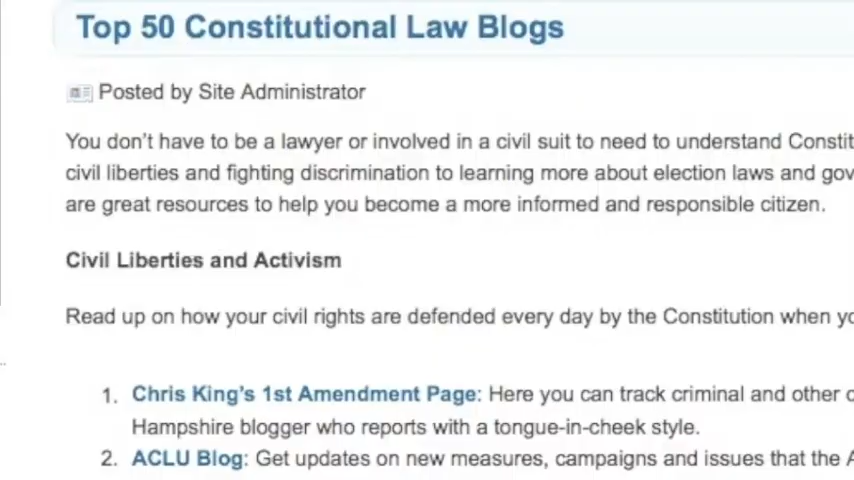 Top 50 Constitutional Law Blogs
Posted by Site Administrator
You don't have to be a lawyer or involved in a civil suit to need to understand Constit
civil liberties and fighting discrimination to learning more about election laws and gov
are great resources to help you become a more informed and responsible citizen.
Civil Liberties and Activism
Read up on how your civil rights are defended every day by the Constitution when yo
1. Chris King's 1st Amendment Page: Here you can track criminal and other c
Hampshire blogger who reports with a tongue-in-cheek style.
2. ACLU Blog: Get updates on new measures, campaigns and issues that the A